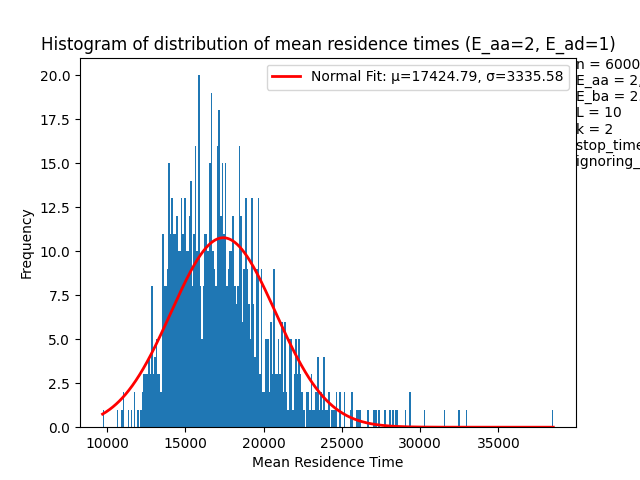 Histogram of distribution of mean residence times (E_aa=2, E_ad=1)
Normal Fit: μ=17424.79, σ=3335.58
n = 6000
E_aa = 2,
E_ba = 2
L = 10
k = 2
stop_time
ignoring_
20.0
17.5
15.0
12.5
10.0
7.5
5.0
2.5
0.0
Frequency
10000 15000 20000 25000 30000 35000
Mean Residence Time